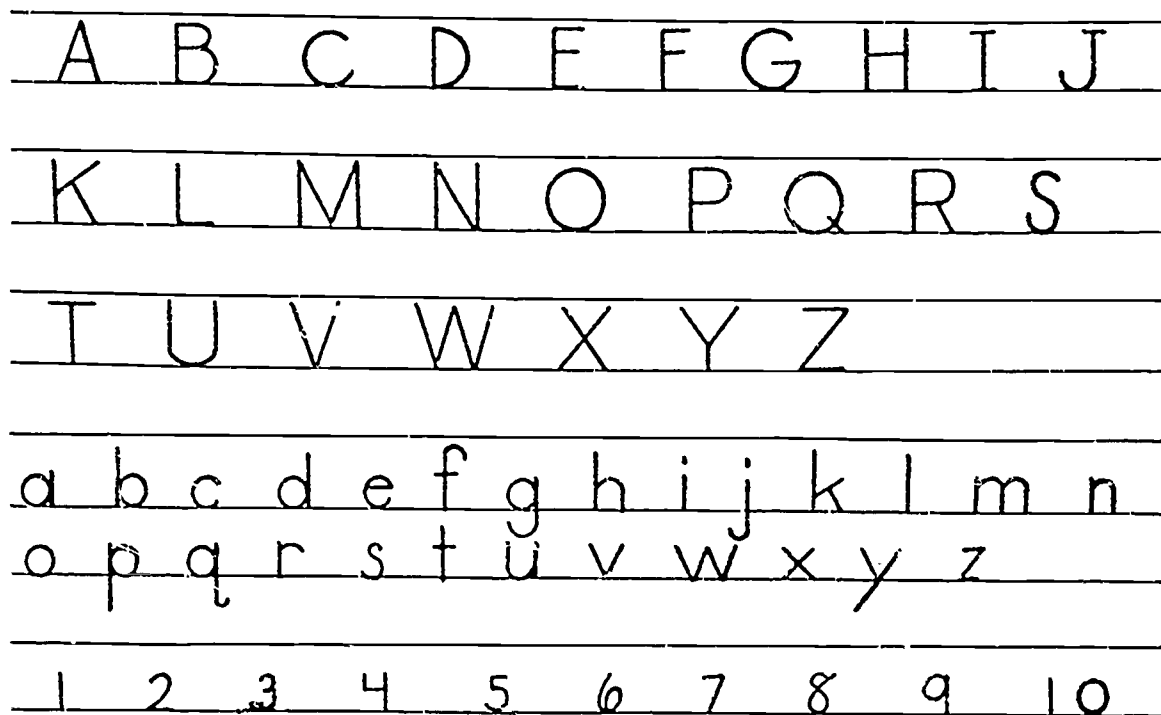 A B C D E F G H I J
K L M N O P Q R S
T U V W X Y Z
a b c d e f g h i j k l m n
o p q r s t u v w x y z
1 2 3 4 5 6 7 8 9 10